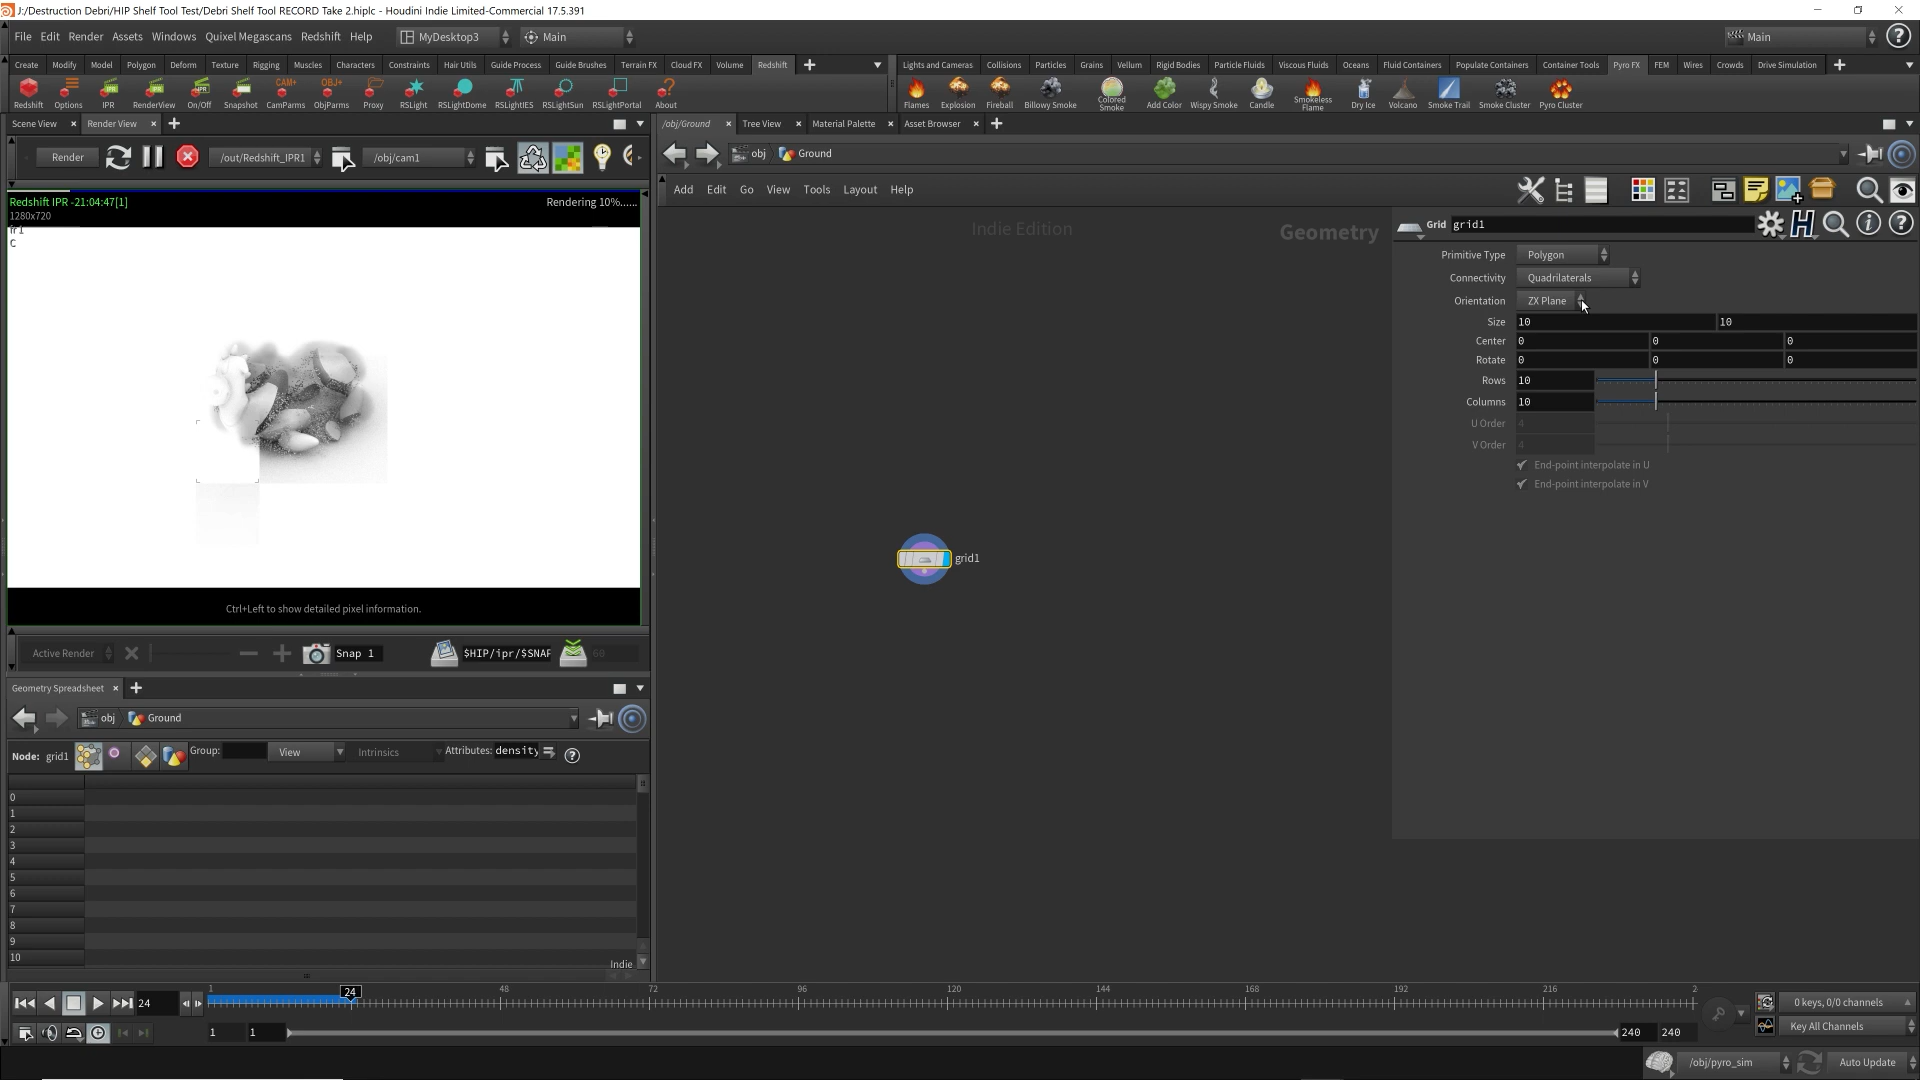 J:/Destruction Debri/HIP Shelf Tool Test/Debri Shelf Tool RECORD Take 2.hiplc - Houdini Indie Limited-Commercial 17.5.391
File Edit Render Assets Windows Quixel Megascans Redshift Help MyDesktop3 Main Main
Create Modify Model Polygon Deform Texture Rigging Muscles Characters Constraints Hair Utils Guide Process Guide Brushes Terrain FX Cloud FX Volume Redshift
Lights and Cameras Collisions Particles Grains Vellum Rigid Bodies Particle Fluids Viscous Fluids Oceans Fluid Containers Populate Containers Container Tools Pyro FX FEM Wires Crowds Drive Simulation
Redshift Options IPR RenderView On/Off Snapshot CamParms ObjParms Proxy RSLight RSLightDome RSLightIES RSLightSun RSLightPortal About
CAM+ OBJ+
Flames Explosion Fireball Billowy Smoke Colored Smoke Add Color Wispy Smoke Candle Smokeless Flame Dry Ice Volcano Smoke Trail Smoke Cluster Pyro Cluster
Scene View Render View
/obj/Ground Tree View Material Palette Asset Browser
Render /out/Redshift_IPR1 /obj/cam1
obj Ground
Add Edit Go View Tools Layout Help
Redshift IPR -21:04:47[1] Rendering 10%......
1280x720
fr1
C
Indie Edition Geometry
Grid grid1
Primitive Type Polygon
Connectivity Quadrilaterals
Orientation ZX Plane
Size 10 10
Center 0 0 0
Rotate 0 0 0
Rows 10
Columns 10
U Order 4
V Order 4
End-point interpolate in U
End-point interpolate in V
grid1
Ctrl+Left to show detailed pixel information.
Active Render Snap 1 $HIP/ipr/$SNAP 60
Geometry Spreadsheet
obj Ground
Node: grid1 Group: View Intrinsics Attributes: density
0
1
2
3
4
5
6
7
8
9
10
Indie
24 1 24 48 72 96 120 144 168 192 216 2
0 keys, 0/0 channels
1 1 240 240 Key All Channels
/obj/pyro_sim Auto Update